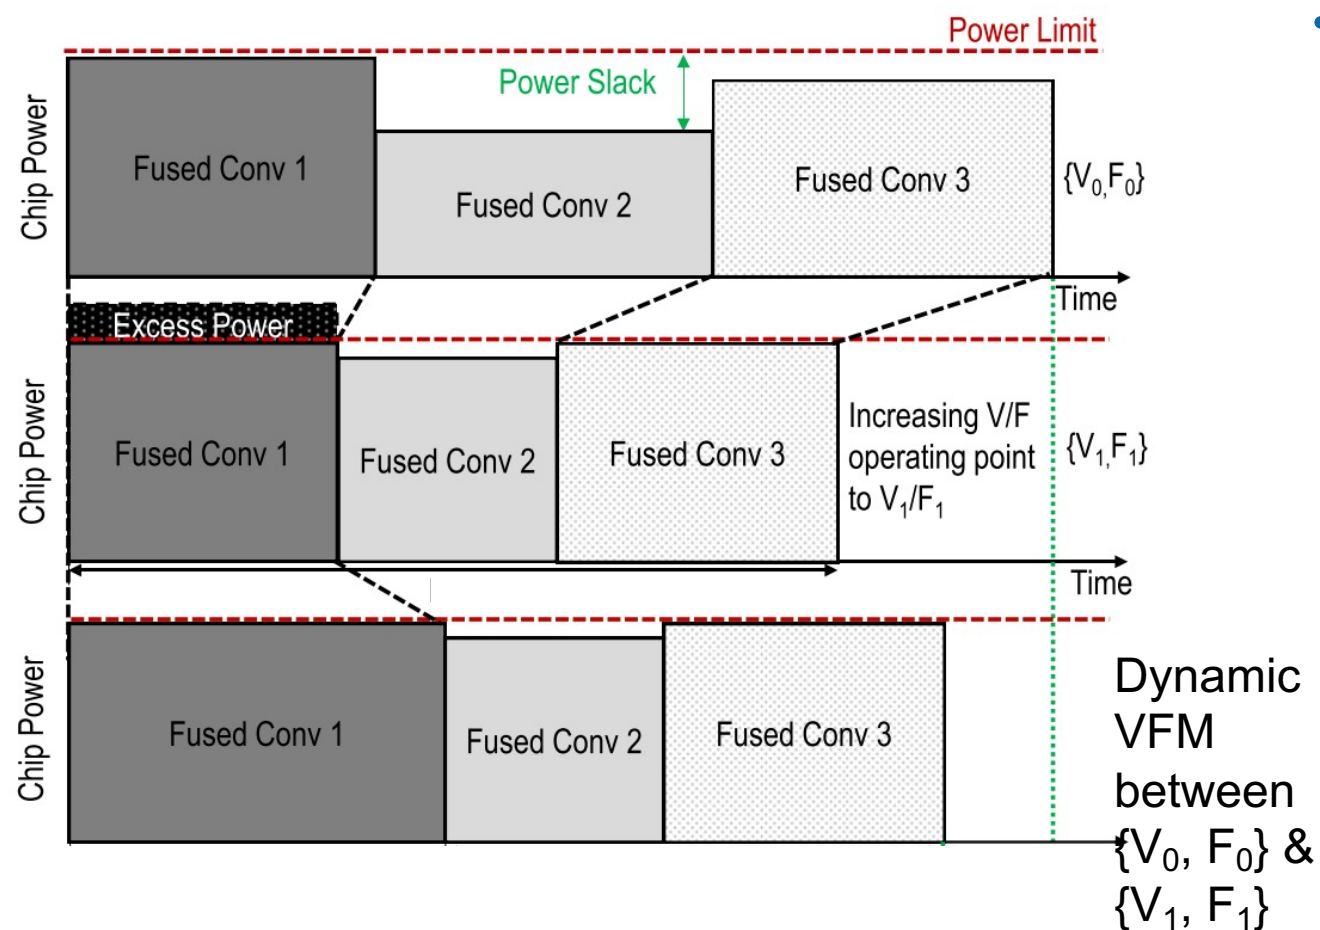 Power Limit
Power Slack
Chip Power
Fused Conv 1
Fused Conv 2
Fused Conv 3
{V0,F0}
Time
Excess Power
Chip Power
Fused Conv 1
Fused Conv 2
Fused Conv 3
Increasing V/F
operating point
to V1/F1
{V1,F1}
Time
Chip Power
Fused Conv 1
Fused Conv 2
Fused Conv 3
Dynamic
VFM
between
{V0, F0} &
{V1, F1}